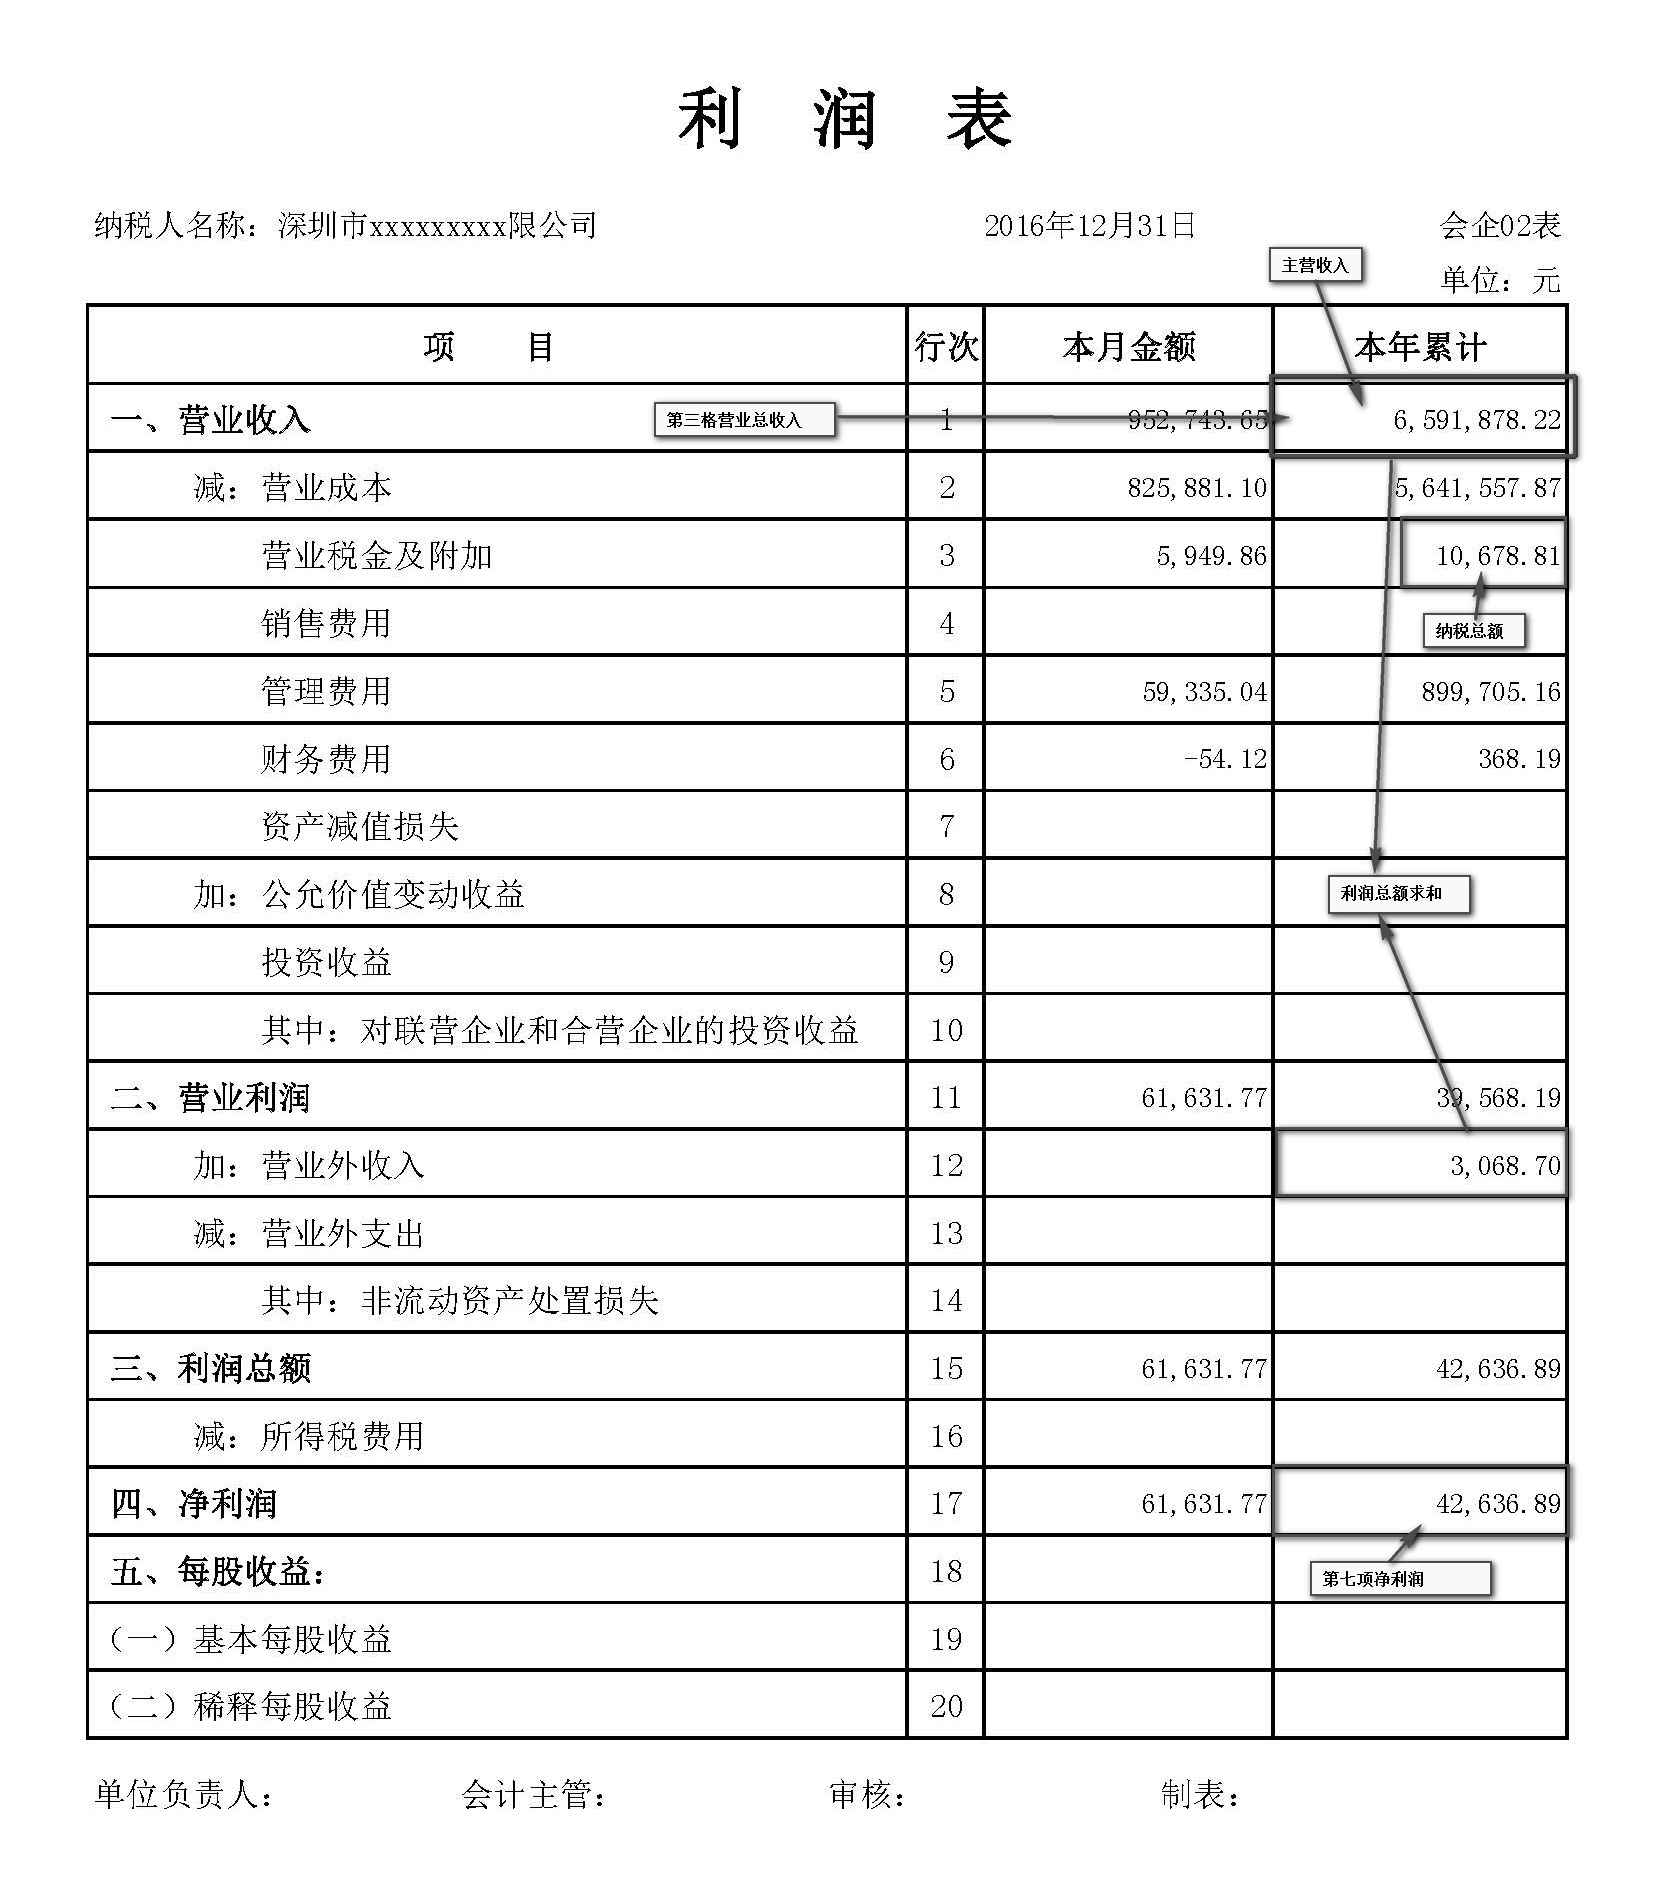 利 润 表
纳税人名称：深圳市xxxxxxxxx限公司 2016年12月31日 会企02表
主营收入
单位：元
项 目 行次 本月金额 本年累计
一、营业收入 第三格营业总收入 1 952,743.65 6,591,878.22
减：营业成本 2 825,881.10 5,641,557.87
营业税金及附加 3 5,949.86 10,678.81
销售费用 4 纳税总额
管理费用 5 59,335.04 899,705.16
财务费用 6 -54.12 368.19
资产减值损失 7
加：公允价值变动收益 8 利润总额求和
投资收益 9
其中：对联营企业和合营企业的投资收益 10
二、营业利润 11 61,631.77 39,568.19
加：营业外收入 12 3,068.70
减：营业外支出 13
其中：非流动资产处置损失 14
三、利润总额 15 61,631.77 42,636.89
减：所得税费用 16
四、净利润 17 61,631.77 42,636.89
五、每股收益： 18 第七项净利润
（一）基本每股收益 19
（二）稀释每股收益 20
单位负责人： 会计主管： 审核： 制表：